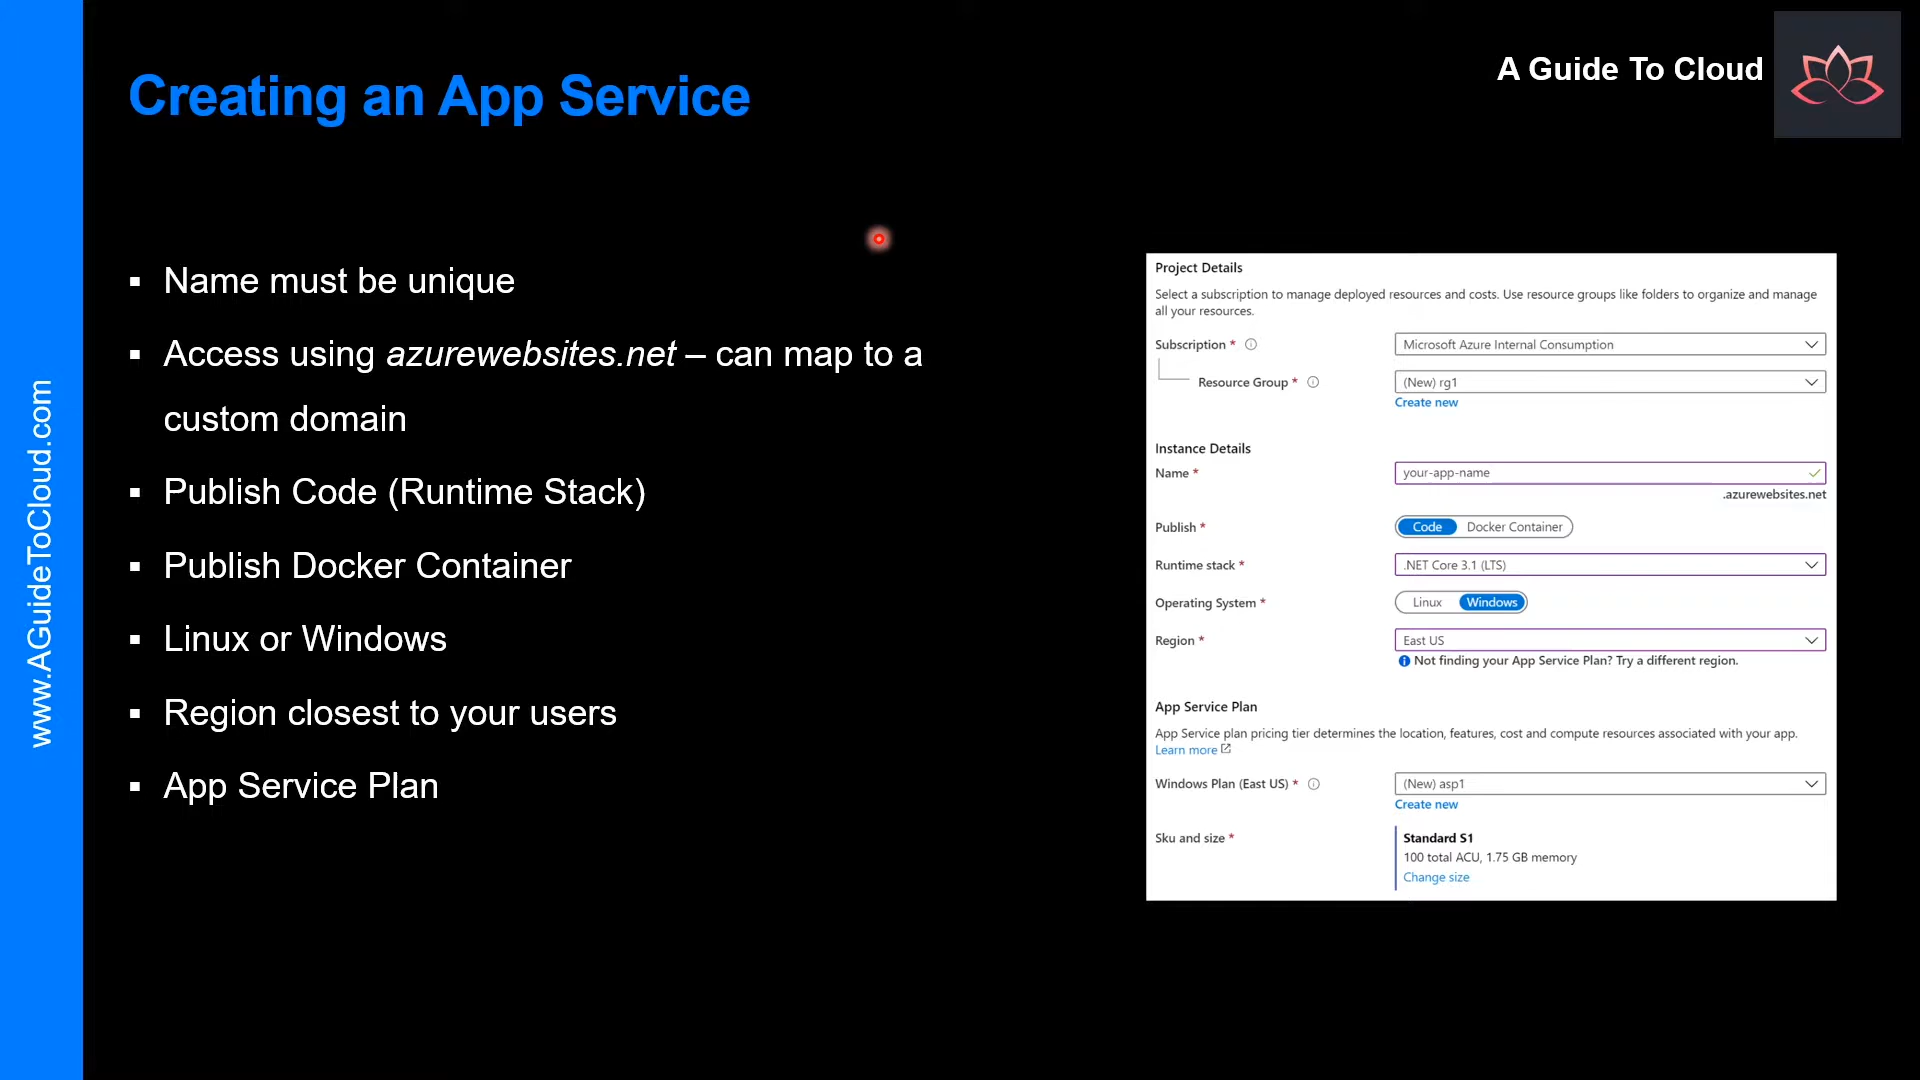 Creating an App Service
A Guide To Cloud
www.AGuideToCloud.com
▪ Name must be unique
▪ Access using azurewebsites.net – can map to a
custom domain
▪ Publish Code (Runtime Stack)
▪ Publish Docker Container
▪ Linux or Windows
▪ Region closest to your users
▪ App Service Plan
Project Details
Select a subscription to manage deployed resources and costs. Use resource groups like folders to organize and manage
all your resources.
Subscription * Microsoft Azure Internal Consumption
Resource Group * (New) rg1
Create new
Instance Details
Name * your-app-name
.azurewebsites.net
Publish * Code Docker Container
Runtime stack * .NET Core 3.1 (LTS)
Operating System * Linux Windows
Region * East US
Not finding your App Service Plan? Try a different region.
App Service Plan
App Service plan pricing tier determines the location, features, cost and compute resources associated with your app.
Learn more
Windows Plan (East US) * (New) asp1
Create new
Sku and size * Standard S1
100 total ACU, 1.75 GB memory
Change size